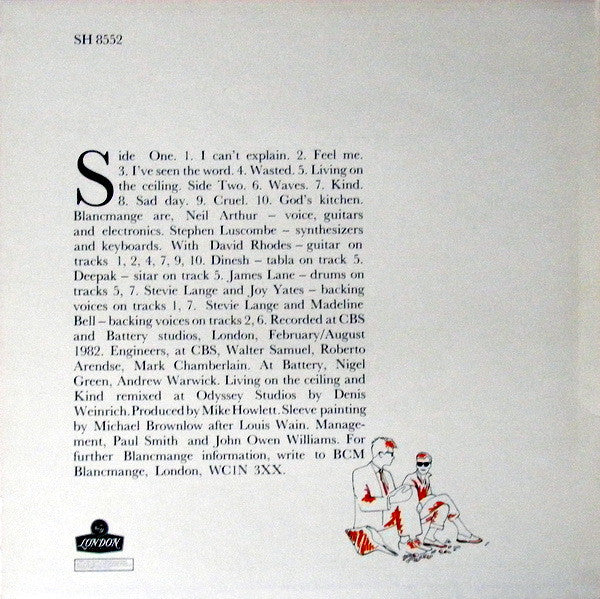 SH 8552
Side One. 1. I can't explain. 2. Feel me.
3. I've seen the word. 4. Wasted. 5. Living on
the ceiling. Side Two. 6. Waves. 7. Kind.
8. Sad day. 9. Cruel. 10. God's kitchen.
Blancmange are, Neil Arthur – voice, guitars
and electronics. Stephen Luscombe – synthesizers
and keyboards. With David Rhodes – guitar on
tracks 1, 2, 4, 7, 9, 10. Dinesh – tabla on track 5.
Deepak – sitar on track 5. James Lane – drums on
tracks 5, 7. Stevie Lange and Joy Yates – backing
voices on tracks 1, 7. Stevie Lange and Madeline
Bell – backing voices on tracks 2, 6. Recorded at CBS
and Battery studios, London, February/August
1982. Engineers, at CBS, Walter Samuel, Roberto
Arendse, Mark Chamberlain. At Battery, Nigel
Green, Andrew Warwick. Living on the ceiling and
Kind remixed at Odyssey Studios by Denis
Weinrich. Produced by Mike Howlett. Sleeve painting
by Michael Brownlow after Louis Wain. Manage-
ment, Paul Smith and John Owen Williams. For
further Blancmange information, write to BCM
Blancmange, London, WC1N 3XX.
LONDON